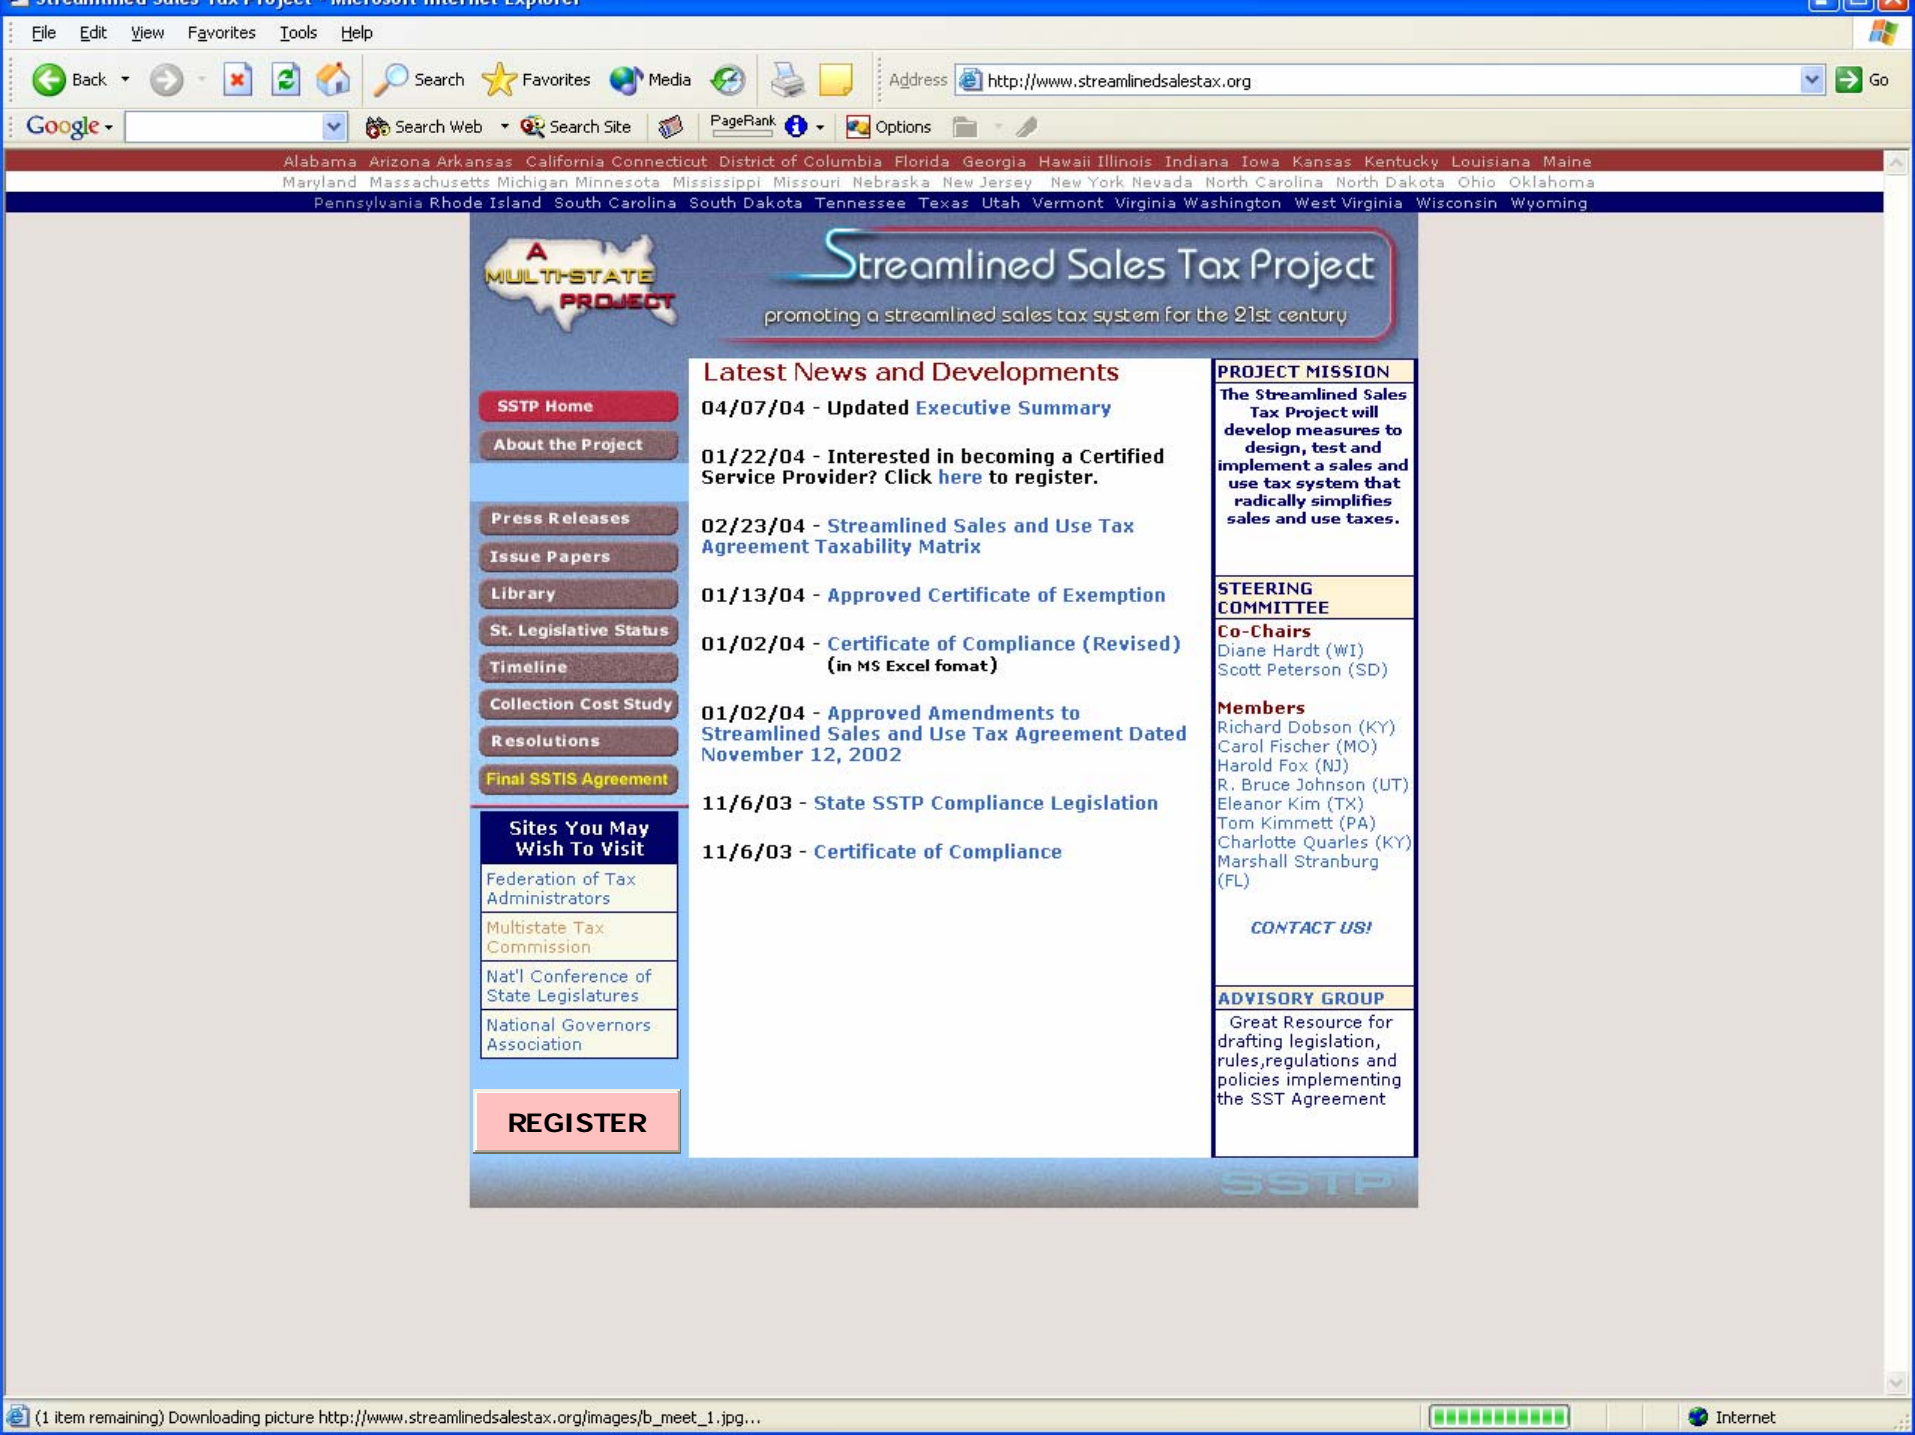 Streamlined Sales Tax Project - Microsoft Internet Explorer
File Edit View Favorites Tools Help
Back Search Favorites Media Address http://www.streamlinedsalestax.org Go
Google Search Web Search Site PageRank Options
Alabama Arizona Arkansas California Connecticut District of Columbia Florida Georgia Hawaii Illinois Indiana Iowa Kansas Kentucky Louisiana Maine
Maryland Massachusetts Michigan Minnesota Mississippi Missouri Nebraska New Jersey New York Nevada North Carolina North Dakota Ohio Oklahoma
Pennsylvania Rhode Island South Carolina South Dakota Tennessee Texas Utah Vermont Virginia Washington West Virginia Wisconsin Wyoming
A
MULTI-STATE
PROJECT
Streamlined Sales Tax Project
promoting a streamlined sales tax system for the 21st century
SSTP Home
About the Project
Press Releases
Issue Papers
Library
St. Legislative Status
Timeline
Collection Cost Study
Resolutions
Final SSTIS Agreement
Sites You May
Wish To Visit
Federation of Tax
Administrators
Multistate Tax
Commission
Nat'l Conference of
State Legislatures
National Governors
Association
REGISTER
Latest News and Developments
04/07/04 - Updated Executive Summary
01/22/04 - Interested in becoming a Certified
Service Provider? Click here to register.
02/23/04 - Streamlined Sales and Use Tax
Agreement Taxability Matrix
01/13/04 - Approved Certificate of Exemption
01/02/04 - Certificate of Compliance (Revised)
(in MS Excel fomat)
01/02/04 - Approved Amendments to
Streamlined Sales and Use Tax Agreement Dated
November 12, 2002
11/6/03 - State SSTP Compliance Legislation
11/6/03 - Certificate of Compliance
PROJECT MISSION
The Streamlined Sales
Tax Project will
develop measures to
design, test and
implement a sales and
use tax system that
radically simplifies
sales and use taxes.
STEERING
COMMITTEE
Co-Chairs
Diane Hardt (WI)
Scott Peterson (SD)
Members
Richard Dobson (KY)
Carol Fischer (MO)
Harold Fox (NJ)
R. Bruce Johnson (UT)
Eleanor Kim (TX)
Tom Kimmett (PA)
Charlotte Quarles (KY)
Marshall Stranburg
(FL)
CONTACT US!
ADVISORY GROUP
Great Resource for
drafting legislation,
rules,regulations and
policies implementing
the SST Agreement
SSTP
(1 item remaining) Downloading picture http://www.streamlinedsalestax.org/images/b_meet_1.jpg... Internet